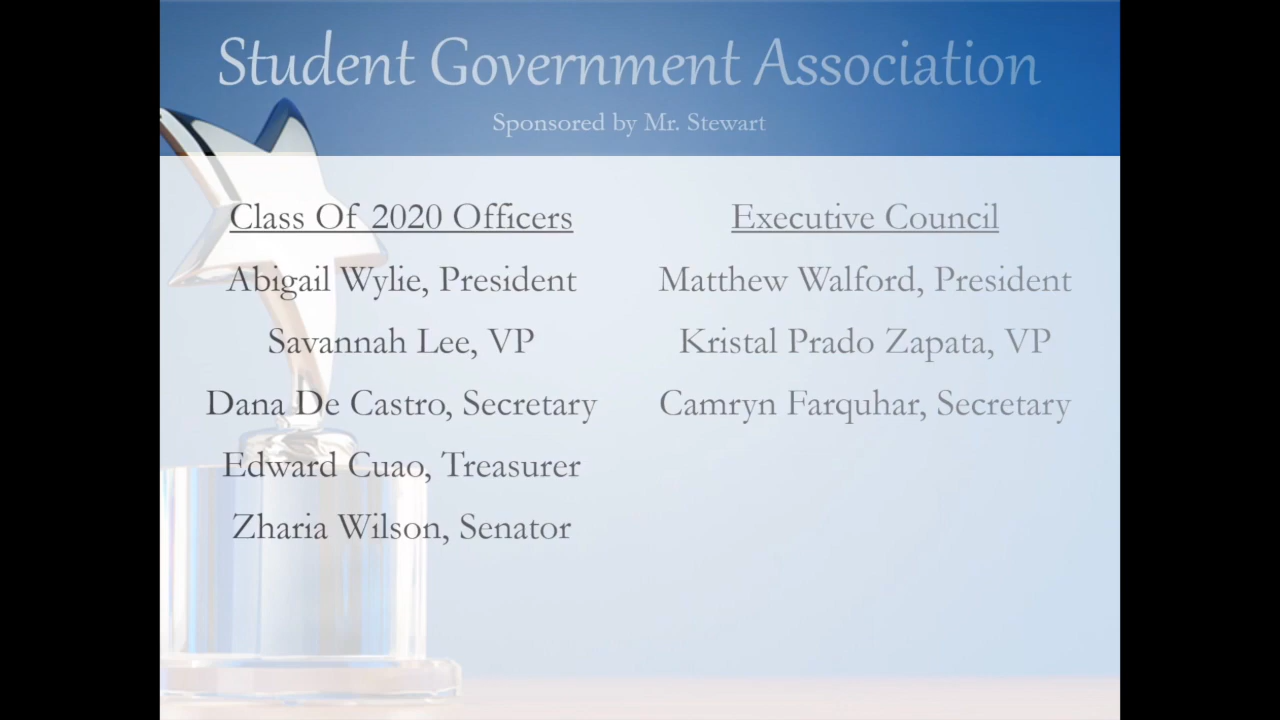 Student Government Association
Sponsored by Mr. Stewart
Class Of 2020 Officers
Abigail Wylie, President
Savannah Lee, VP
Dana De Castro, Secretary
Edward Cuao, Treasurer
Zharia Wilson, Senator
Executive Council
Matthew Walford, President
Kristal Prado Zapata, VP
Camryn Farquhar, Secretary